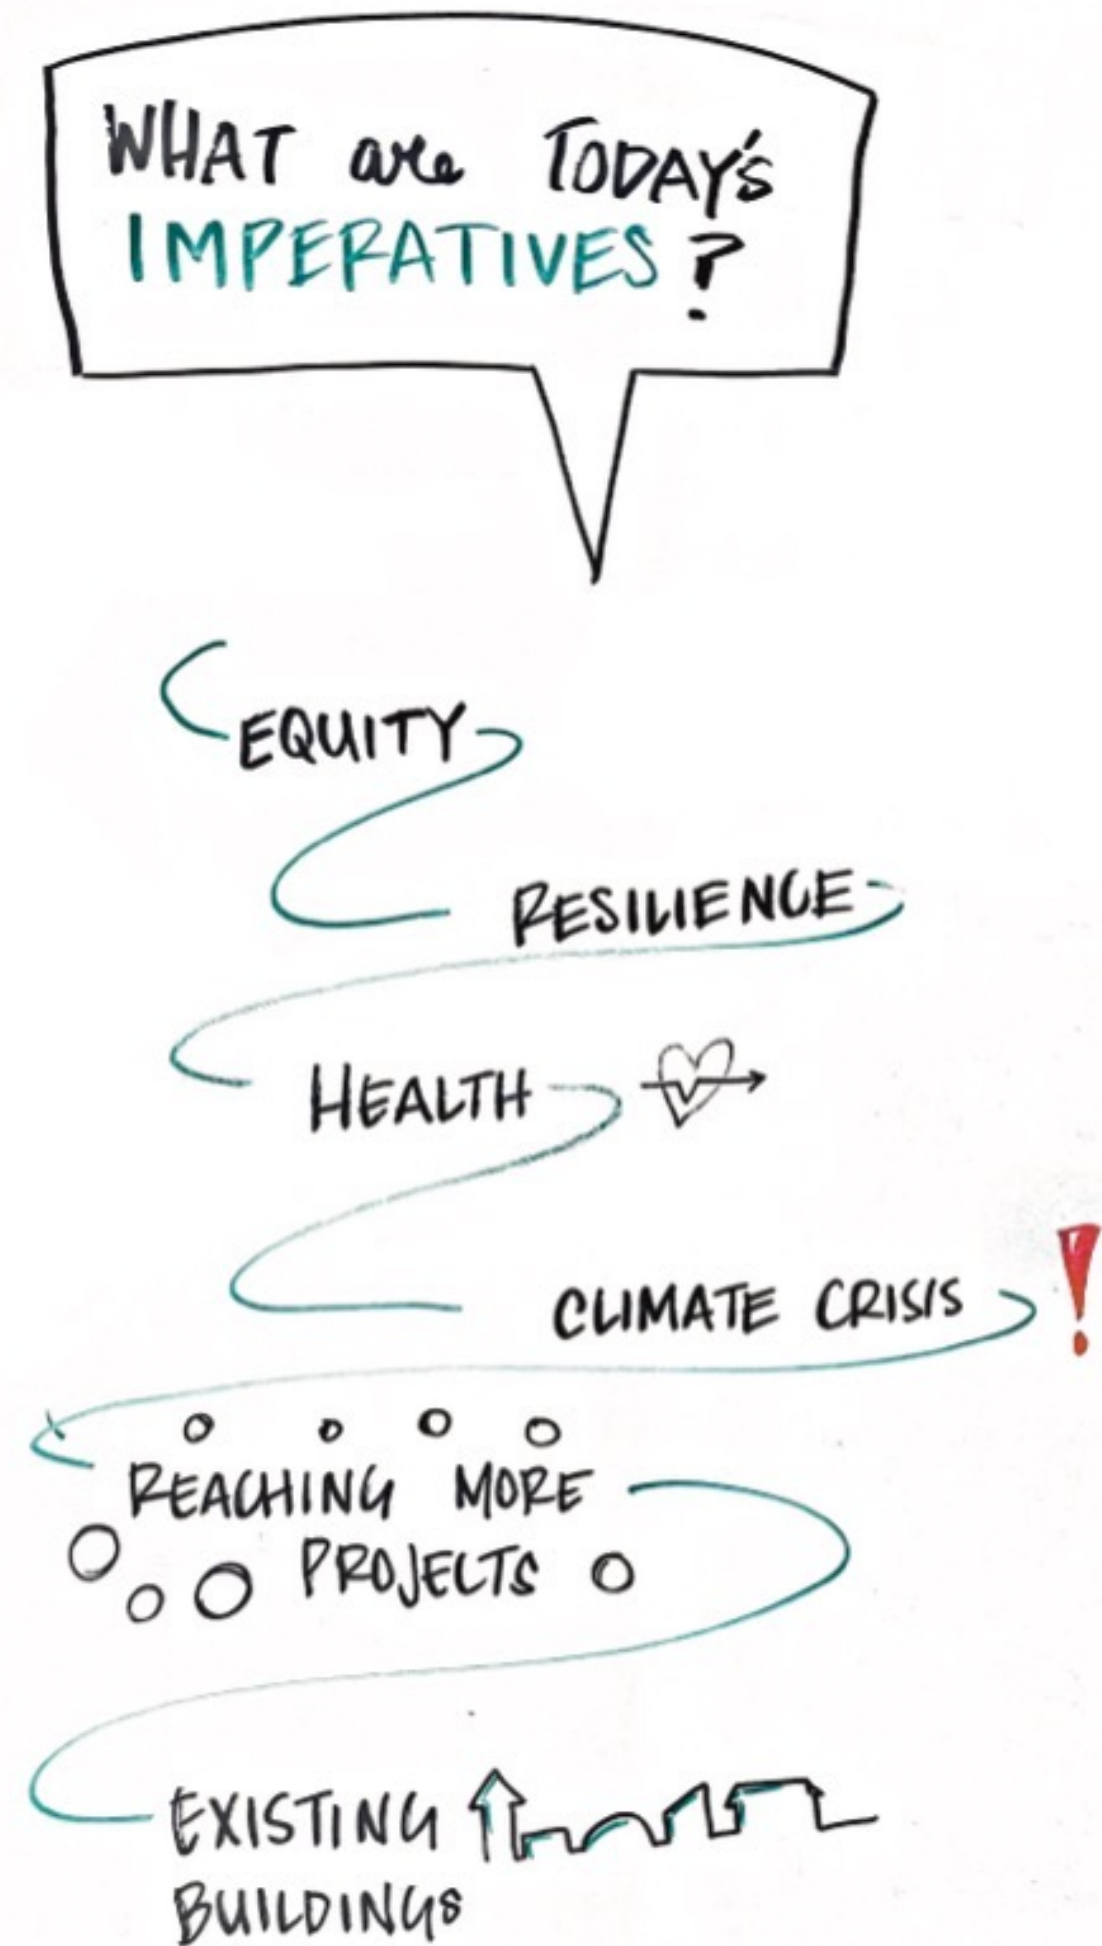 WHAT are TODAY'S
IMPERATIVES?
EQUITY
RESILIENCE
HEALTH
CLIMATE CRISIS !
REACHING MORE
PROJECTS
EXISTING
BUILDINGS